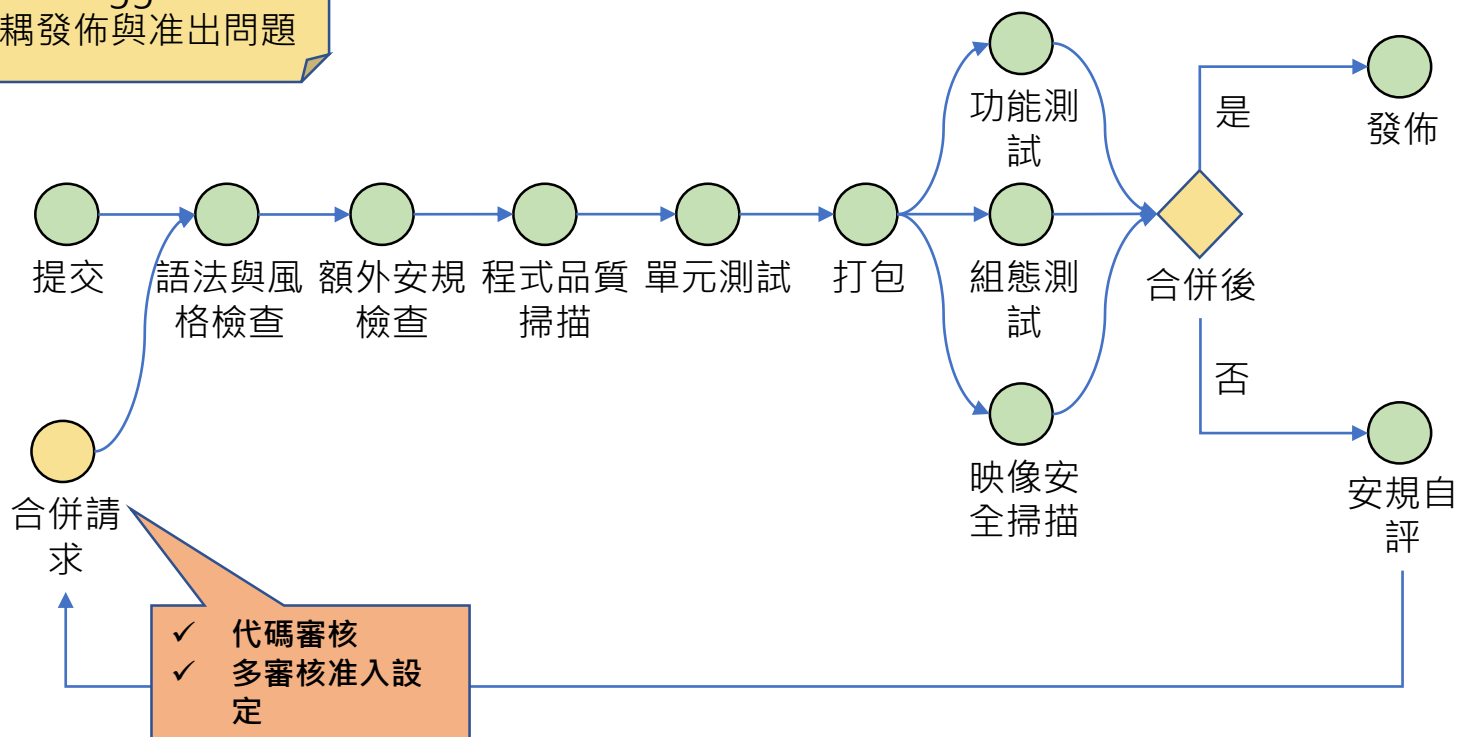 耦發佈與准出問題
功能測
試
是
發佈
提交
語法與風
格檢查
額外安規
檢查
程式品質
掃描
單元測試
打包
組態測
試
合併後
否
映像安
全掃描
安規自
評
合併請
求
✓ 代碼審核
✓ 多審核准入設
定